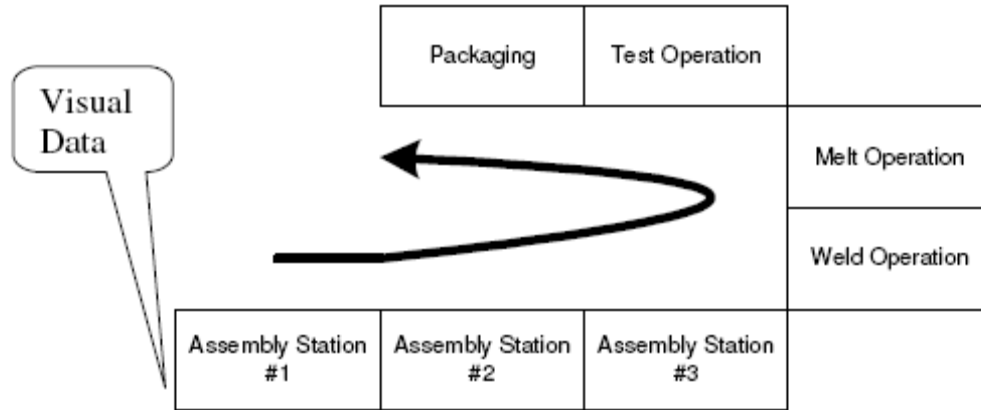 Packaging
Test Operation
Visual
Data
Melt Operation
Weld Operation
Assembly Station
#1
Assembly Station
#2
Assembly Station
#3